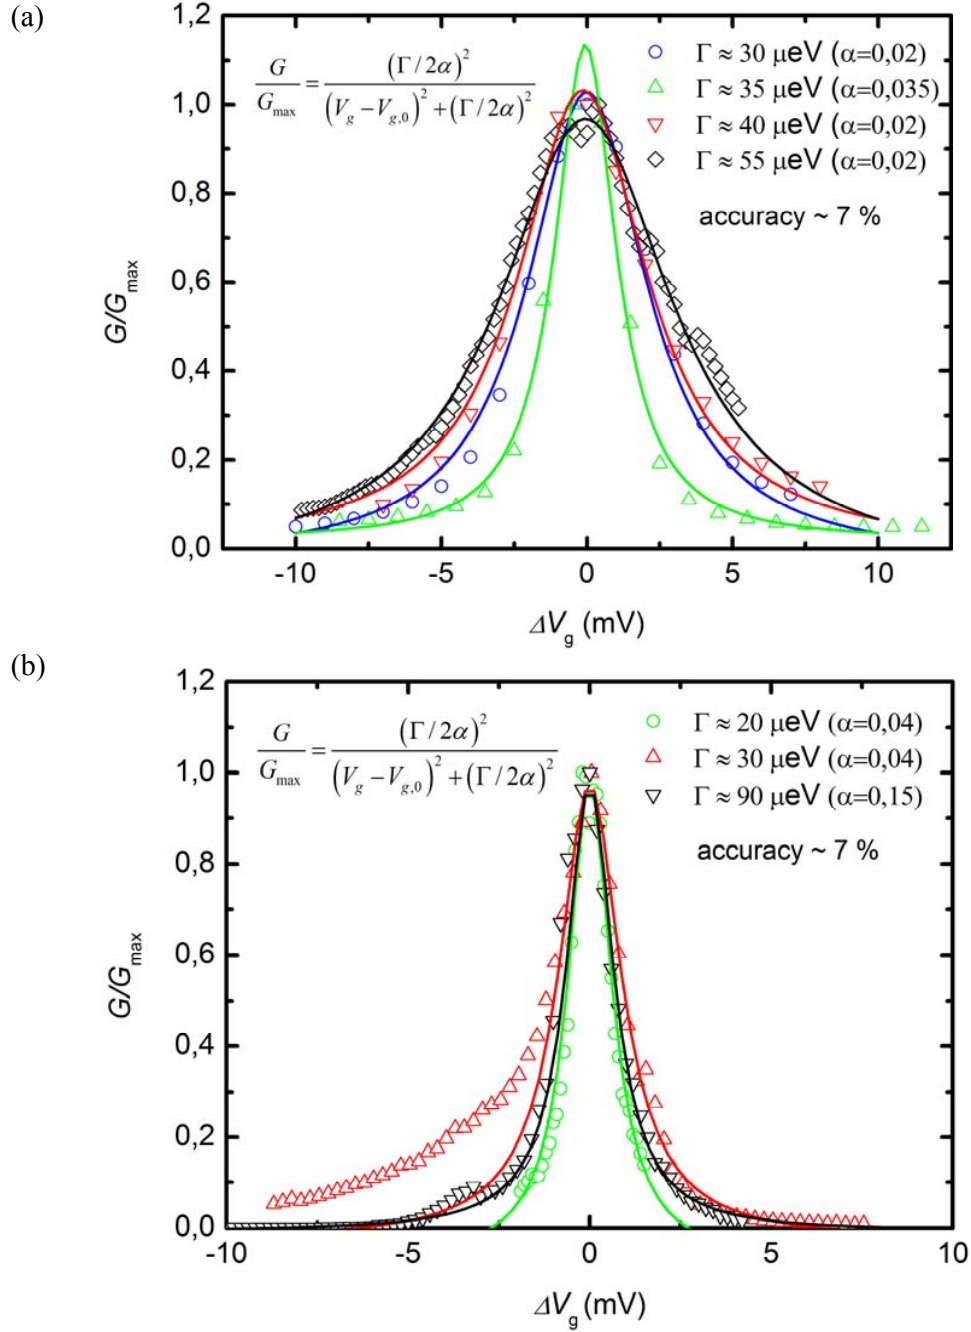 (a)
1,2
1,0
0,8
0,6
0,4
0,2
0,0
G/Gmax
G/Gmax = (Γ/2α)² / ((Vg − Vg,0)² + (Γ/2α)²)
Γ ≈ 30 µeV (α=0,02)
Γ ≈ 35 µeV (α=0,035)
Γ ≈ 40 µeV (α=0,02)
Γ ≈ 55 µeV (α=0,02)
accuracy ~ 7 %
-10 -5 0 5 10
ΔVg (mV)
(b)
1,2
1,0
0,8
0,6
0,4
0,2
0,0
G/Gmax
G/Gmax = (Γ/2α)² / ((Vg − Vg,0)² + (Γ/2α)²)
Γ ≈ 20 µeV (α=0,04)
Γ ≈ 30 µeV (α=0,04)
Γ ≈ 90 µeV (α=0,15)
accuracy ~ 7 %
-10 -5 0 5 10
ΔVg (mV)